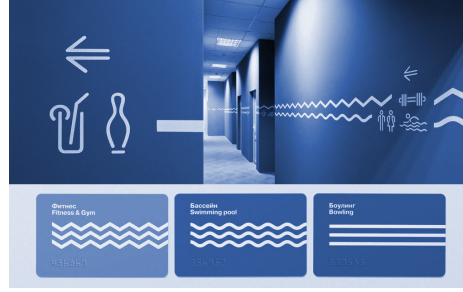 Фитнес
Fitness & Gym
Бассейн
Swimming pool
Боулинг
Bowling